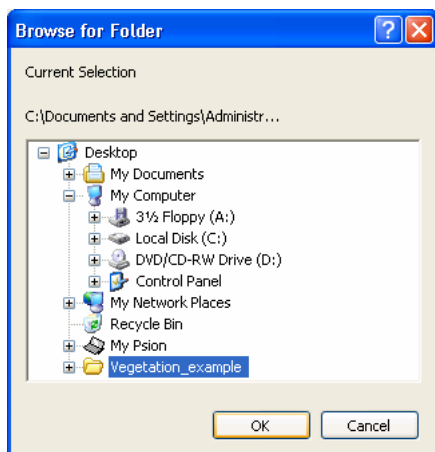 Browse for Folder
Current Selection
C:\Documents and Settings\Administr...
Desktop
My Documents
My Computer
3½ Floppy (A:)
Local Disk (C:)
DVD/CD-RW Drive (D:)
Control Panel
My Network Places
Recycle Bin
My Psion
Vegetation_example
OK Cancel